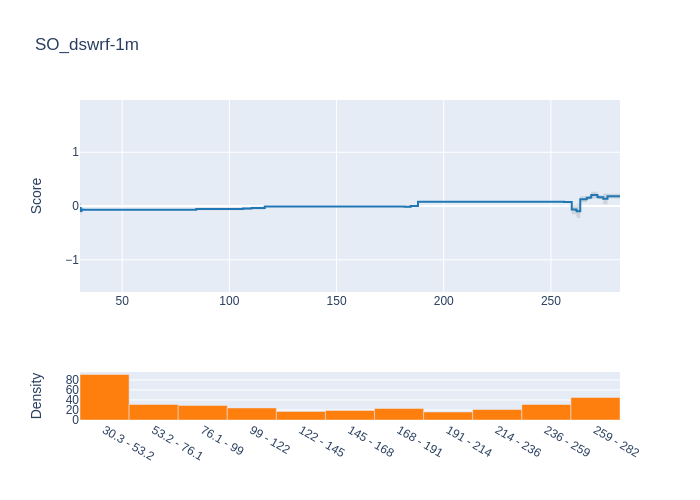 SO_dswrf-1m
Score
1
0
−1
50
100
150
200
250
Density
80
60
40
20
0
30.3 - 53.2
53.2 - 76.1
76.1 - 99
99 - 122
122 - 145
145 - 168
168 - 191
191 - 214
214 - 236
236 - 259
259 - 282